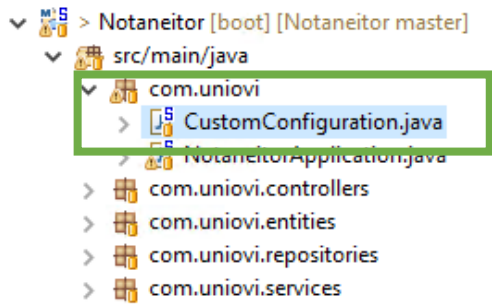 > Notaneitor [boot] [Notaneitor master]
src/main/java
com.uniovi
CustomConfiguration.java
NotaneitorApplication.java
com.uniovi.controllers
com.uniovi.entities
com.uniovi.repositories
com.uniovi.services